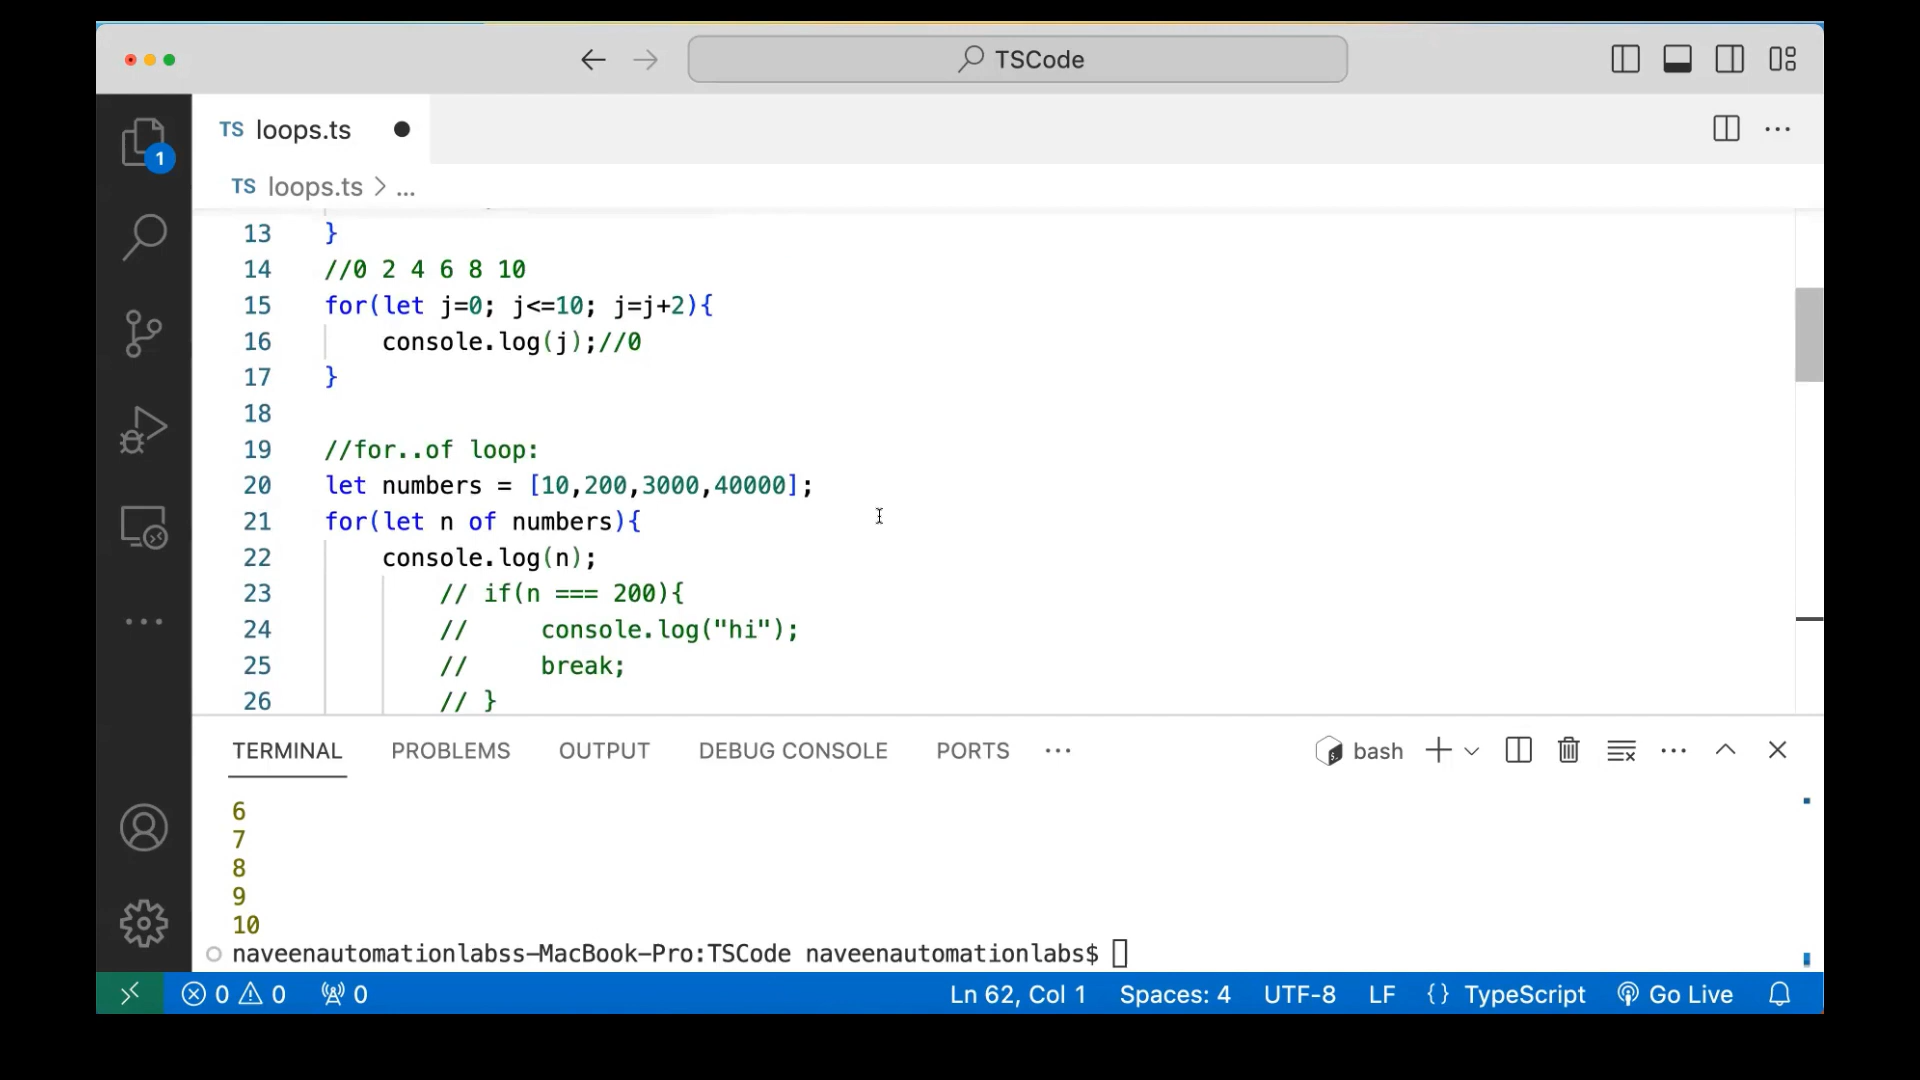 TSCode
1
TS loops.ts
TS loops.ts > ...
13 }
14 //0 2 4 6 8 10
15 for(let j=0; j<=10; j=j+2){
16 console.log(j);//0
17 }
18
19 //for..of loop:
20 let numbers = [10,200,3000,40000];
21 for(let n of numbers){
22 console.log(n);
23 // if(n === 200){
24 // console.log("hi");
25 // break;
26 // }
TERMINAL PROBLEMS OUTPUT DEBUG CONSOLE PORTS ... bash
6
7
8
9
10
naveenautomationlabss-MacBook-Pro:TSCode naveenautomationlabs$
0 0 0 Ln 62, Col 1 Spaces: 4 UTF-8 LF {} TypeScript Go Live